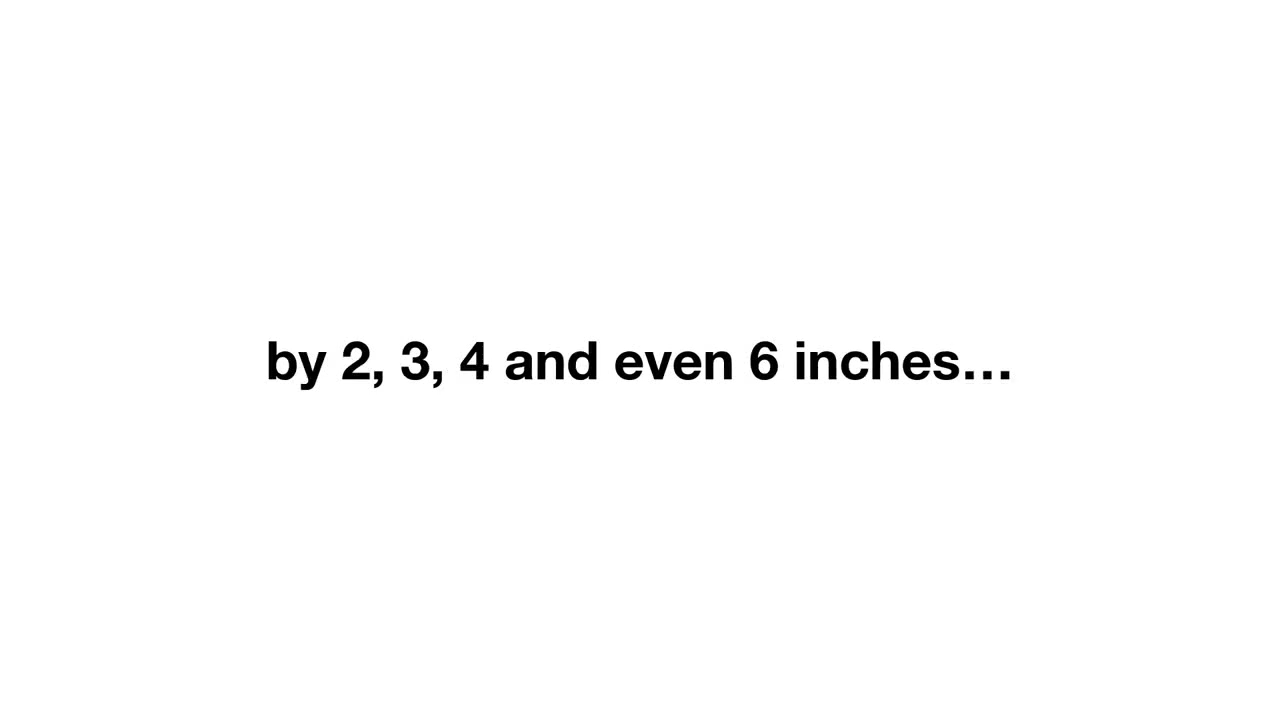 by 2, 3, 4 and even 6 inches…